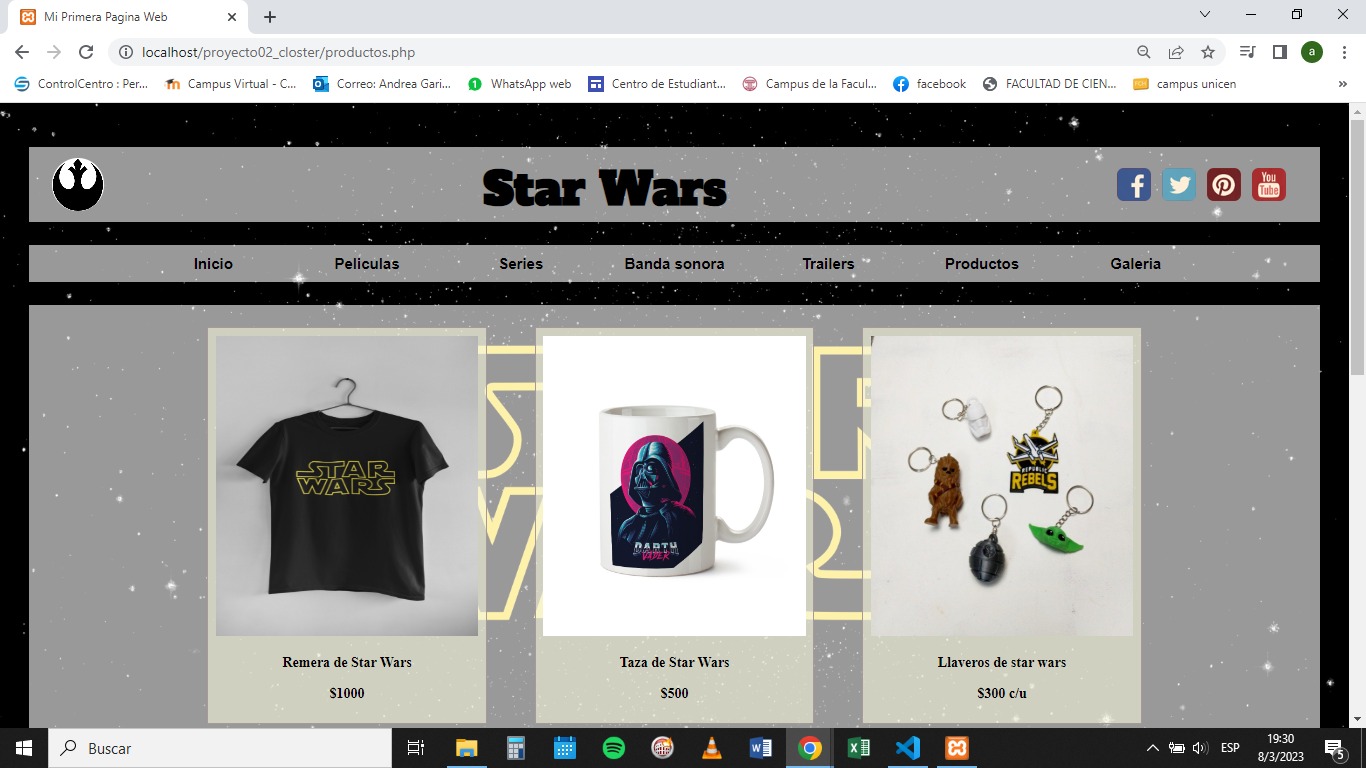 Mi Primera Pagina Web
localhost/proyecto02_closter/productos.php
a
ControlCentro : Per...
Campus Virtual - C...
Correo: Andrea Gari...
WhatsApp web
Centro de Estudiant...
Campus de la Facul...
facebook
FACULTAD DE CIEN...
campus unicen
»
Star Wars
You
Tube
Inicio
Peliculas
Series
Banda sonora
Trailers
Productos
Galeria
STAR
WARS
DARTH
VADER
REPUBLIC
REBELS
Remera de Star Wars
$1000
Taza de Star Wars
$500
Llaveros de star wars
$300 c/u
Buscar
ESP
19:30
8/3/2023
5